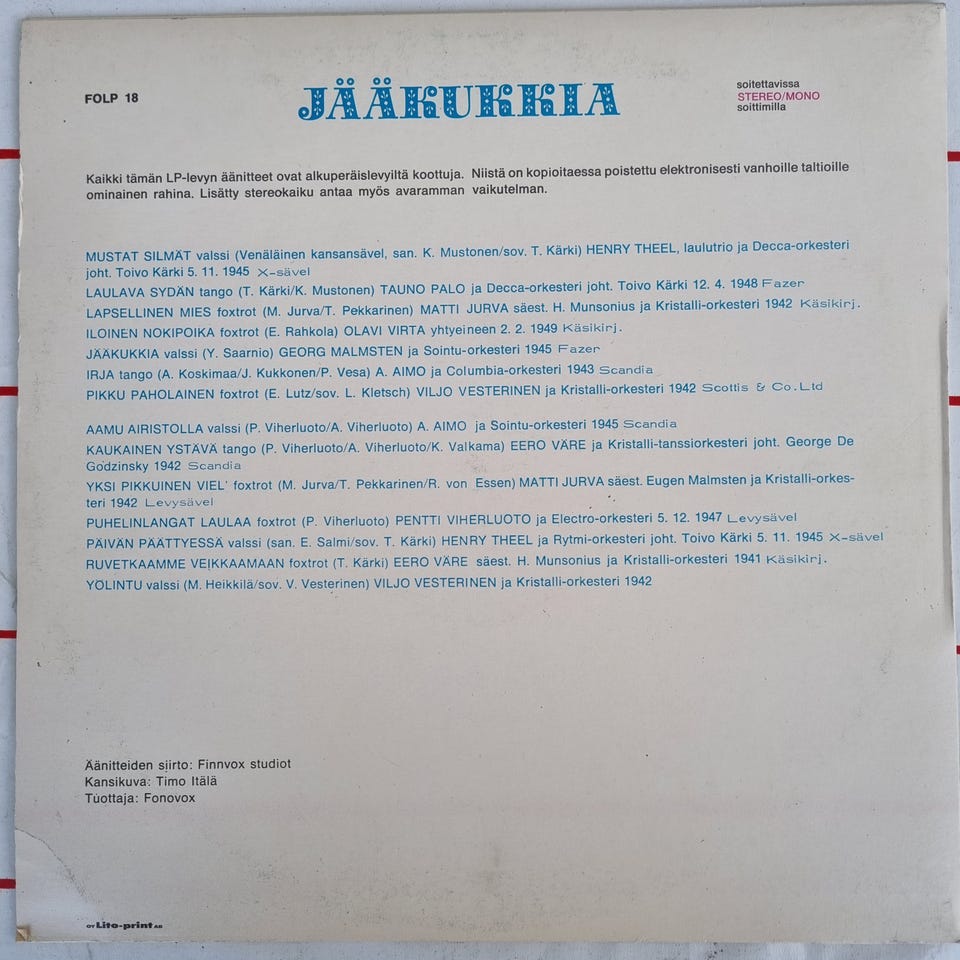 FOLP 18
JÄÄKUKKIA
soitettavissa
STEREO/MONO
soittimilla
Kaikki tämän LP-levyn äänitteet ovat alkuperäislevyiltä koottuja. Niistä on kopioitaessa poistettu elektronisesti vanhoille taltioille
ominainen rahina. Lisätty stereokaiku antaa myös avaramman vaikutelman.
MUSTAT SILMÄT valssi (Venäläinen kansansävel, san. K. Mustonen/sov. T. Kärki) HENRY THEEL, laulutrio ja Decca-orkesteri
joht. Toivo Kärki 5. 11. 1945 X-sävel
LAULAVA SYDÄN tango (T. Kärki/K. Mustonen) TAUNO PALO ja Decca-orkesteri joht. Toivo Kärki 12. 4. 1948 Fazer
LAPSELLINEN MIES foxtrot (M. Jurva/T. Pekkarinen) MATTI JURVA säest. H. Munsonius ja Kristalli-orkesteri 1942 Käsikirj.
ILOINEN NOKIPOIKA foxtrot (E. Rahkola) OLAVI VIRTA yhtyeineen 2. 2. 1949 Käsikirj.
JÄÄKUKKIA valssi (Y. Saarnio) GEORG MALMSTEN ja Sointu-orkesteri 1945 Fazer
IRJA tango (A. Koskimaa/J. Kukkonen/P. Vesa) A. AIMO ja Columbia-orkesteri 1943 Scandia
PIKKU PAHOLAINEN foxtrot (E. Lutz/sov. L. Kletsch) VILJO VESTERINEN ja Kristalli-orkesteri 1942 Scottis & Co.Ltd
AAMU AIRISTOLLA valssi (P. Viherluoto/A. Viherluoto) A. AIMO ja Sointu-orkesteri 1945 Scandia
KAUKAINEN YSTÄVÄ tango (P. Viherluoto/A. Viherluoto/K. Valkama) EERO VÄRE ja Kristalli-tanssiorkesteri joht. George De
Godzinsky 1942 Scandia
YKSI PIKKUINEN VIEL' foxtrot (M. Jurva/T. Pekkarinen/R. von Essen) MATTI JURVA säest. Eugen Malmsten ja Kristalli-orkes-
teri 1942 Levysävel
PUHELINLANGAT LAULAA foxtrot (P. Viherluoto) PENTTI VIHERLUOTO ja Electro-orkesteri 5. 12. 1947 Levysävel
PÄIVÄN PÄÄTTYESSÄ valssi (san. E. Salmi/sov. T. Kärki) HENRY THEEL ja Rytmi-orkesteri joht. Toivo Kärki 5. 11. 1945 X-sävel
RUVETKAAMME VEIKKAAMAAN foxtrot (T. Kärki) EERO VÄRE säest. H. Munsonius ja Kristalli-orkesteri 1941 Käsikirj.
YÖLINTU valssi (M. Heikkilä/sov. V. Vesterinen) VILJO VESTERINEN ja Kristalli-orkesteri 1942
Äänitteiden siirto: Finnvox studiot
Kansikuva: Timo Itälä
Tuottaja: Fonovox
OY Lito-print AB